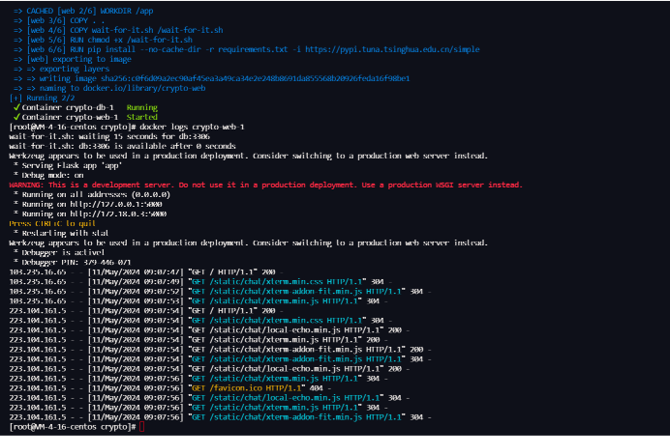 => CACHED [web 2/6] WORKDIR /app
=> [web 3/6] COPY . .
=> [web 4/6] COPY wait-for-it.sh /wait-for-it.sh
=> [web 5/6] RUN chmod +x /wait-for-it.sh
=> [web 6/6] RUN pip install --no-cache-dir -r requirements.txt -i https://pypi.tuna.tsinghua.edu.cn/simple
=> [web] exporting to image
=> => exporting layers
=> => writing image sha256:c0f6d09a2ec90af45ea3a49ca34e2e248b8691da855568b20926feda16f98be1
=> => naming to docker.io/library/crypto-web
[+] Running 2/2
✓ Container crypto-db-1 Running
✓ Container crypto-web-1 Started
[root@VM-4-16-centos crypto]# docker logs crypto-web-1
wait-for-it.sh: waiting 15 seconds for db:3306
wait-for-it.sh: db:3306 is available after 0 seconds
Werkzeug appears to be used in a production deployment. Consider switching to a production web server instead.
* Serving Flask app 'app'
* Debug mode: on
WARNING: This is a development server. Do not use it in a production deployment. Use a production WSGI server instead.
* Running on all addresses (0.0.0.0)
* Running on http://127.0.0.1:5000
* Running on http://172.18.0.3:5000
Press CTRL+C to quit
* Restarting with stat
Werkzeug appears to be used in a production deployment. Consider switching to a production web server instead.
* Debugger is active!
* Debugger PIN: 379-446-071
103.235.16.65 - - [11/May/2024 09:07:47] "GET / HTTP/1.1" 200 -
103.235.16.65 - - [11/May/2024 09:07:49] "GET /static/chat/xterm.min.css HTTP/1.1" 304 -
103.235.16.65 - - [11/May/2024 09:07:52] "GET /static/chat/xterm-addon-fit.min.js HTTP/1.1" 304 -
103.235.16.65 - - [11/May/2024 09:07:53] "GET /static/chat/xterm.min.js HTTP/1.1" 304 -
223.104.161.5 - - [11/May/2024 09:07:54] "GET / HTTP/1.1" 200 -
223.104.161.5 - - [11/May/2024 09:07:54] "GET /static/chat/xterm.min.css HTTP/1.1" 304 -
223.104.161.5 - - [11/May/2024 09:07:54] "GET /static/chat/local-echo.min.js HTTP/1.1" 200 -
223.104.161.5 - - [11/May/2024 09:07:54] "GET /static/chat/xterm.min.js HTTP/1.1" 200 -
223.104.161.5 - - [11/May/2024 09:07:54] "GET /static/chat/xterm-addon-fit.min.js HTTP/1.1" 200 -
223.104.161.5 - - [11/May/2024 09:07:54] "GET /static/chat/xterm-addon-fit.min.js HTTP/1.1" 304 -
223.104.161.5 - - [11/May/2024 09:07:54] "GET /static/chat/local-echo.min.js HTTP/1.1" 200 -
223.104.161.5 - - [11/May/2024 09:07:56] "GET /static/chat/xterm.min.js HTTP/1.1" 304 -
223.104.161.5 - - [11/May/2024 09:07:56] "GET /favicon.ico HTTP/1.1" 404 -
223.104.161.5 - - [11/May/2024 09:07:56] "GET /static/chat/local-echo.min.js HTTP/1.1" 304 -
223.104.161.5 - - [11/May/2024 09:07:56] "GET /static/chat/xterm.min.js HTTP/1.1" 304 -
223.104.161.5 - - [11/May/2024 09:07:56] "GET /static/chat/xterm-addon-fit.min.js HTTP/1.1" 304 -
[root@VM-4-16-centos crypto]#